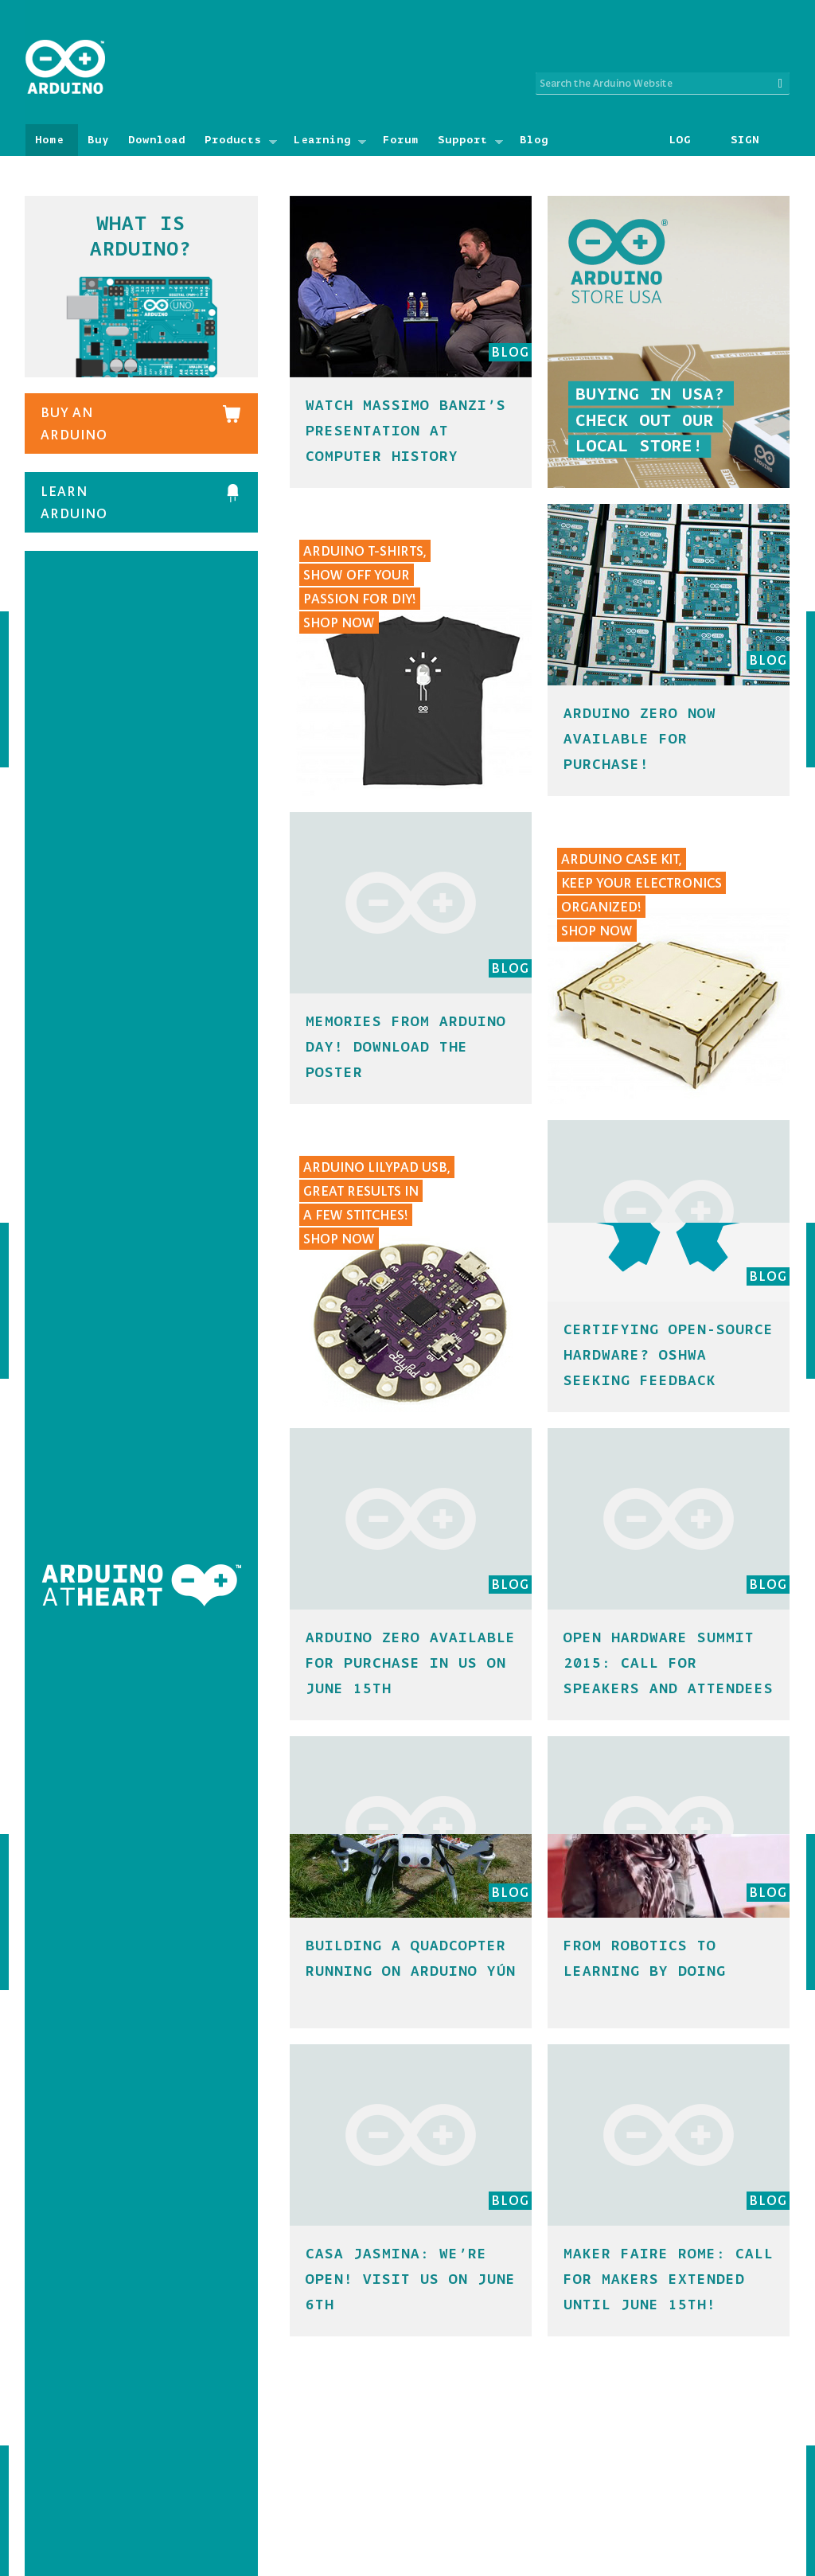 ARDUINO
Search the Arduino Website
Home Buy Download Products Learning Forum Support Blog LOG SIGN
WHAT IS
ARDUINO?
ARDUINO UNO
BUY AN
ARDUINO
LEARN
ARDUINO
ARDUINO
ATHEART
TM
BLOG
WATCH MASSIMO BANZI’S
PRESENTATION AT
COMPUTER HISTORY
ARDUINO
STORE USA
BUYING IN USA?
CHECK OUT OUR
LOCAL STORE!
ARDUINO T-SHIRTS,
SHOW OFF YOUR
PASSION FOR DIY!
SHOP NOW
BLOG
ARDUINO ZERO NOW
AVAILABLE FOR
PURCHASE!
BLOG
MEMORIES FROM ARDUINO
DAY! DOWNLOAD THE
POSTER
ARDUINO CASE KIT,
KEEP YOUR ELECTRONICS
ORGANIZED!
SHOP NOW
ARDUINO LILYPAD USB,
GREAT RESULTS IN
A FEW STITCHES!
SHOP NOW
BLOG
CERTIFYING OPEN-SOURCE
HARDWARE? OSHWA
SEEKING FEEDBACK
BLOG
ARDUINO ZERO AVAILABLE
FOR PURCHASE IN US ON
JUNE 15TH
BLOG
OPEN HARDWARE SUMMIT
2015: CALL FOR
SPEAKERS AND ATTENDEES
BLOG
BUILDING A QUADCOPTER
RUNNING ON ARDUINO YÚN
BLOG
FROM ROBOTICS TO
LEARNING BY DOING
BLOG
CASA JASMINA: WE’RE
OPEN! VISIT US ON JUNE
6TH
BLOG
MAKER FAIRE ROME: CALL
FOR MAKERS EXTENDED
UNTIL JUNE 15TH!